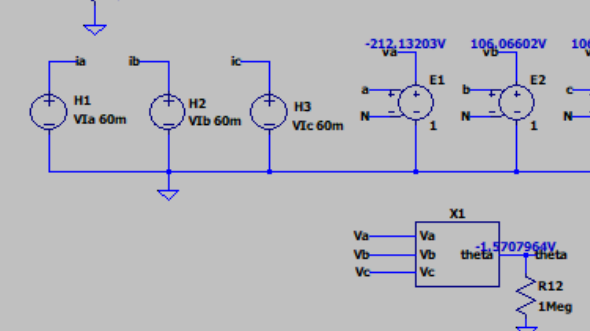 -212.13203V
106.06602V
10
ia
ib
ic
va
vb
H1
VIa 60m
H2
VIb 60m
H3
VIc 60m
a
N
E1
1
b
N
E2
1
c
N
X1
Va
Vb
Vc
Va
Vb
Vc
theta
-1.5707964V
theta
R12
1Meg